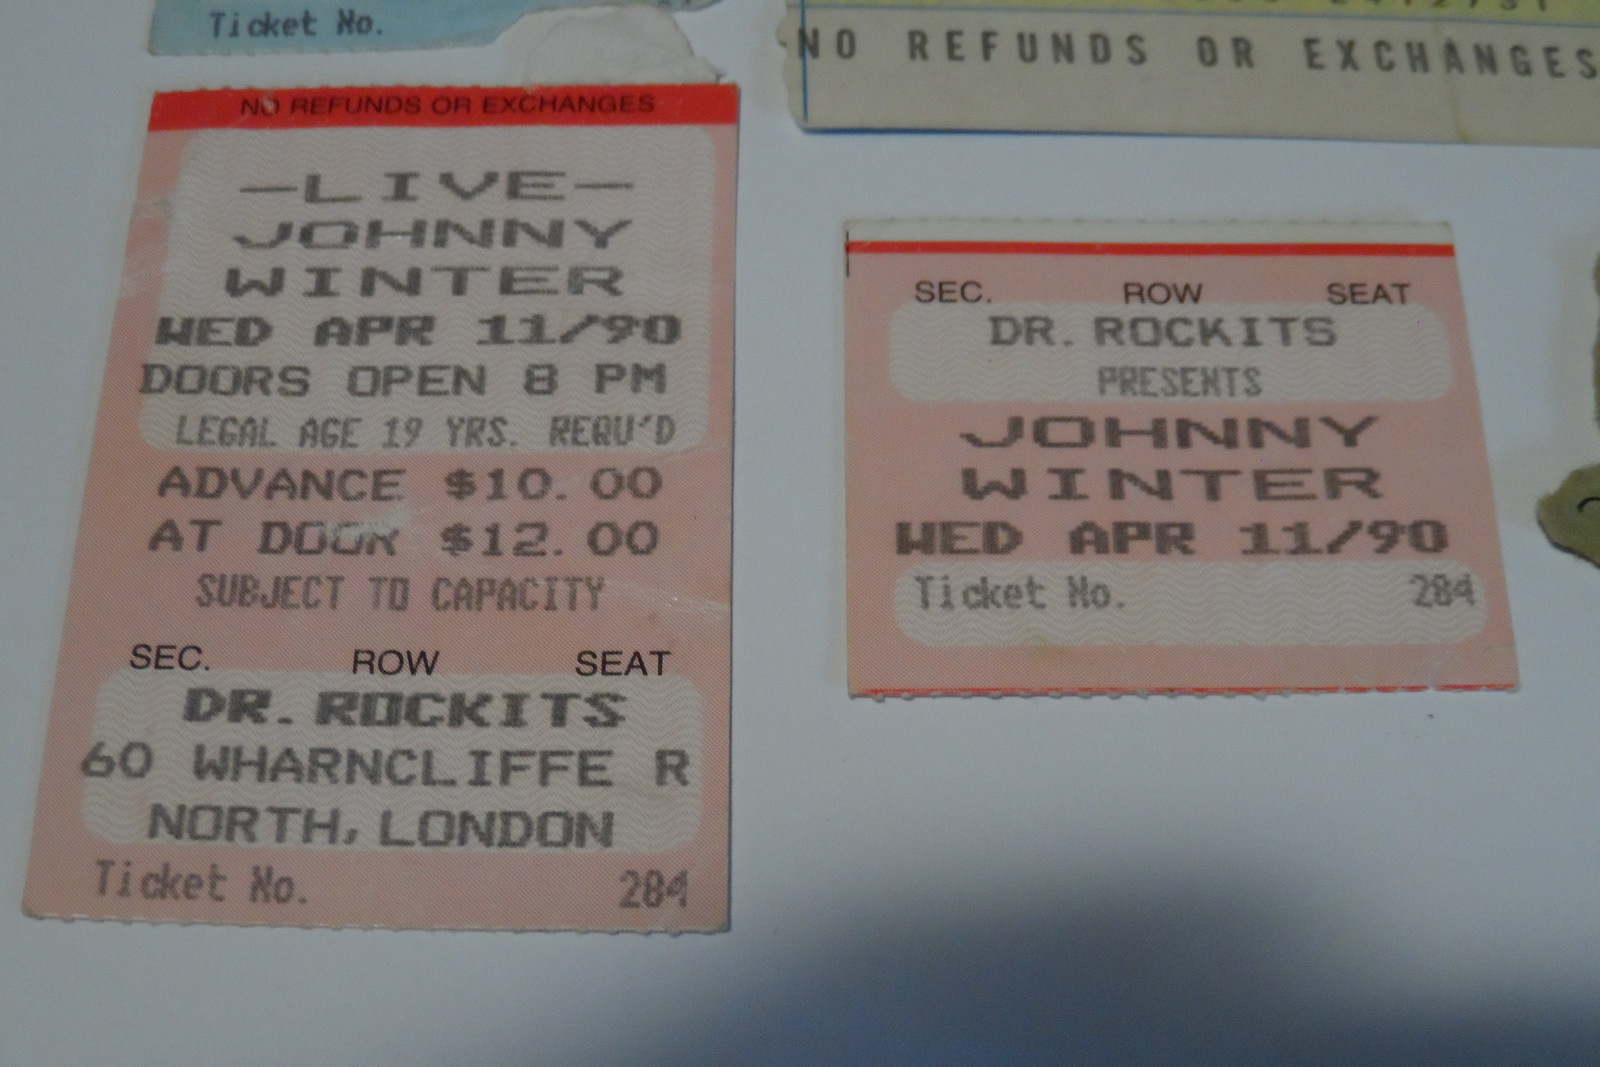 Ticket No.
NO REFUNDS OR EXCHANGES
NO REFUNDS OR EXCHANGES
-LIVE-
JOHNNY
WINTER
WED APR 11/90
DOORS OPEN 8 PM
LEGAL AGE 19 YRS. REQU'D
ADVANCE $10.00
AT DOOR $12.00
SUBJECT TO CAPACITY
SEC. ROW SEAT
DR. ROCKITS
60 WHARNCLIFFE R
NORTH, LONDON
Ticket No. 284
SEC. ROW SEAT
DR. ROCKITS
PRESENTS
JOHNNY
WINTER
WED APR 11/90
Ticket No. 284